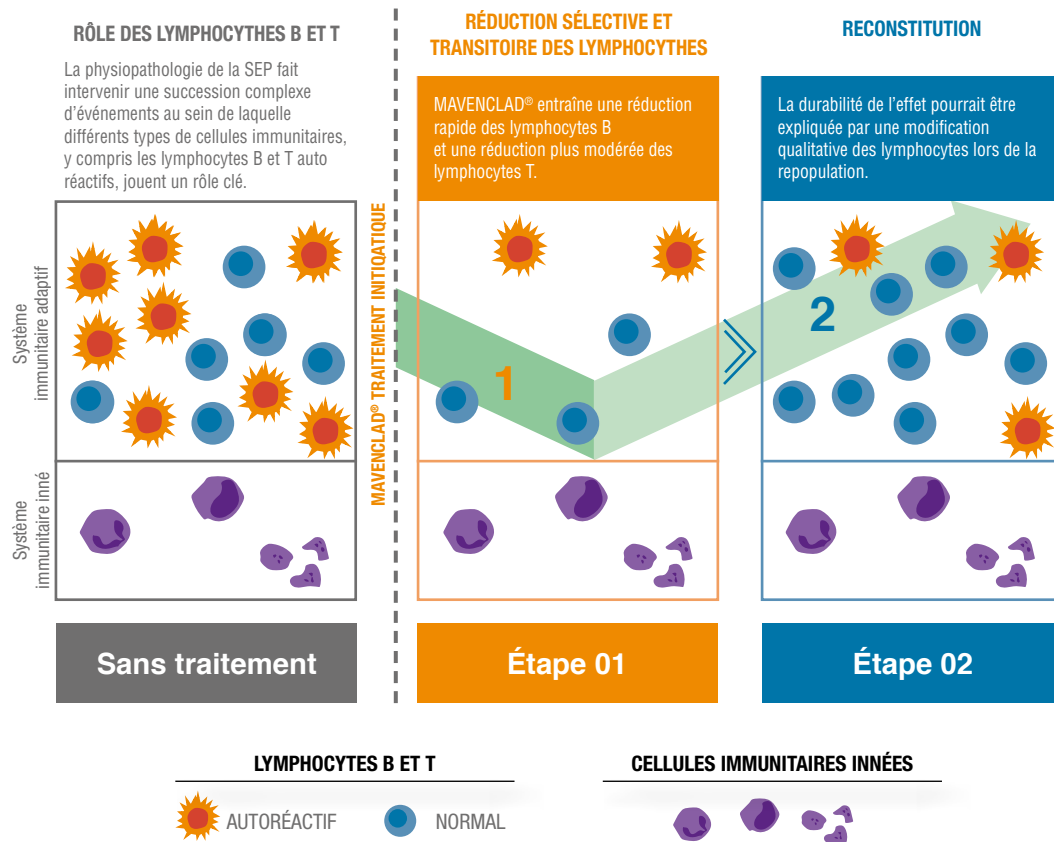 RÔLE DES LYMPHOCYTHES B ET T
La physiopathologie de la SEP fait
intervenir une succession complexe
d'événements au sein de laquelle
différents types de cellules immunitaires,
y compris les lymphocytes B et T auto
réactifs, jouent un rôle clé.
Système
immunitaire adaptif
Système
immunitaire inné
Sans traitement
MAVENCLAD® TRAITEMENT INITIQATIQUE
RÉDUCTION SÉLECTIVE ET
TRANSITOIRE DES LYMPHOCYTHES
MAVENCLAD® entraîne une réduction
rapide des lymphocytes B
et une réduction plus modérée des
lymphocytes T.
1
Étape 01
RECONSTITUTION
La durabilité de l'effet pourrait être
expliquée par une modification
qualitative des lymphocytes lors de la
repopulation.
2
Étape 02
LYMPHOCYTES B ET T
AUTORÉACTIF
NORMAL
CELLULES IMMUNITAIRES INNÉES